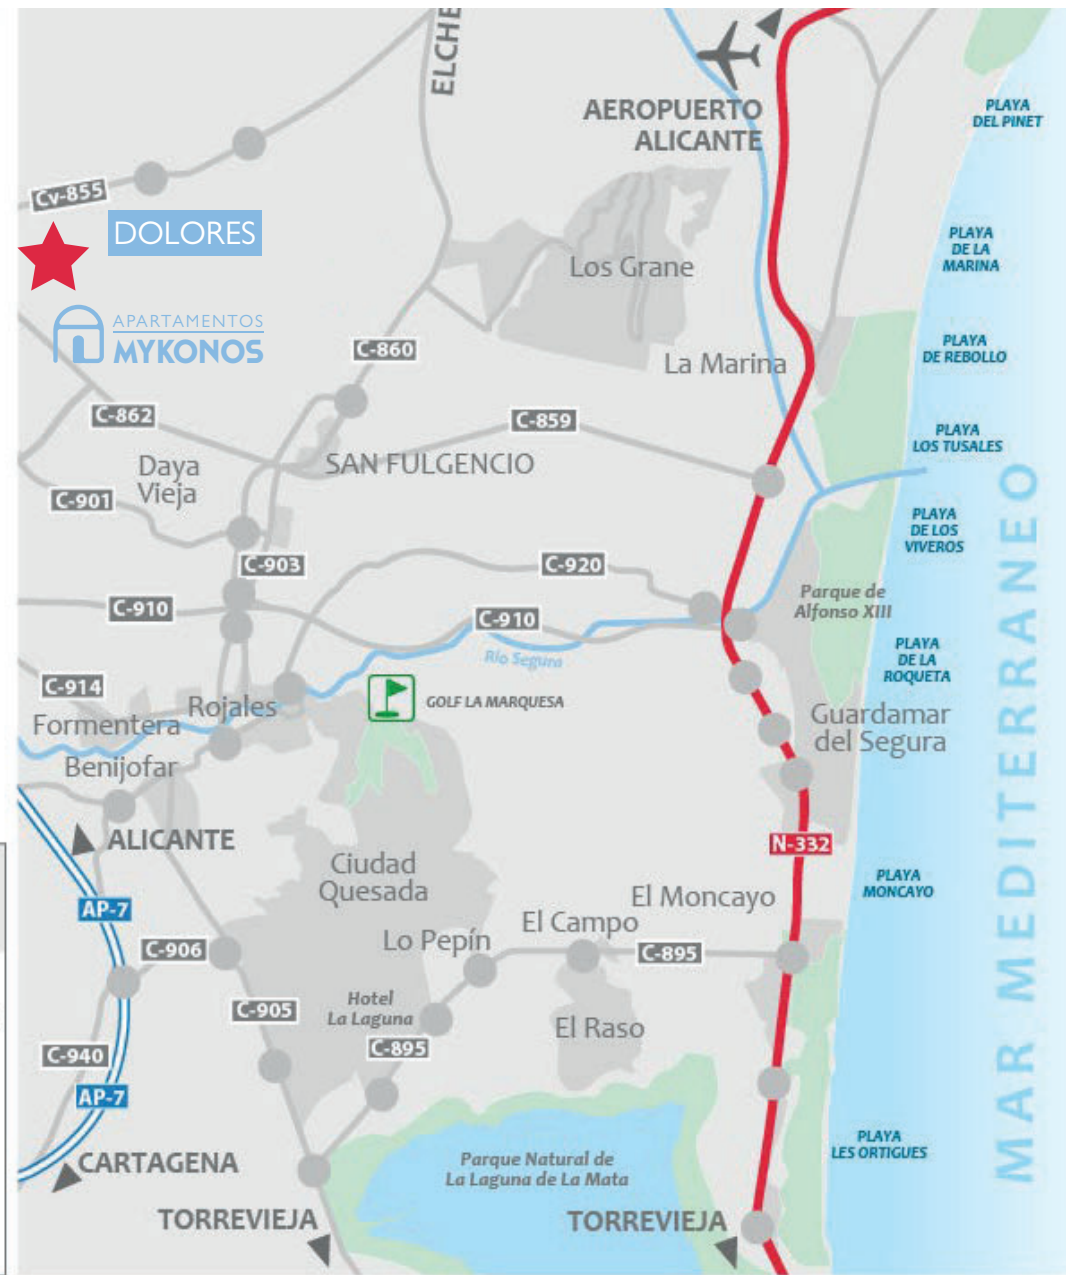 ELCHE
AEROPUERTO
ALICANTE
PLAYA
DEL PINET
Cv-855
DOLORES
PLAYA
DE LA
MARINA
Los Grane
APARTAMENTOS
MYKONOS
C-860
La Marina
PLAYA
DE REBOLLO
C-862
C-859
PLAYA
LOS TUSALES
Daya
Vieja
SAN FULGENCIO
C-901
PLAYA
DE LOS
VIVEROS
C-903
C-920
C-910
C-910
Parque de
Alfonso XIII
Río Segura
PLAYA
DE LA
ROQUETA
C-914
Rojales
GOLF LA MARQUESA
Formentera
Guardamar
del Segura
Benijofar
MAR MEDITERRANEO
ALICANTE
N-332
Ciudad
Quesada
PLAYA
MONCAYO
AP-7
El Moncayo
El Campo
Lo Pepín
C-906
C-895
Hotel
La Laguna
C-905
El Raso
C-895
C-940
AP-7
PLAYA
LES ORTIGUES
CARTAGENA
Parque Natural de
La Laguna de La Mata
TORREVIEJA
TORREVIEJA